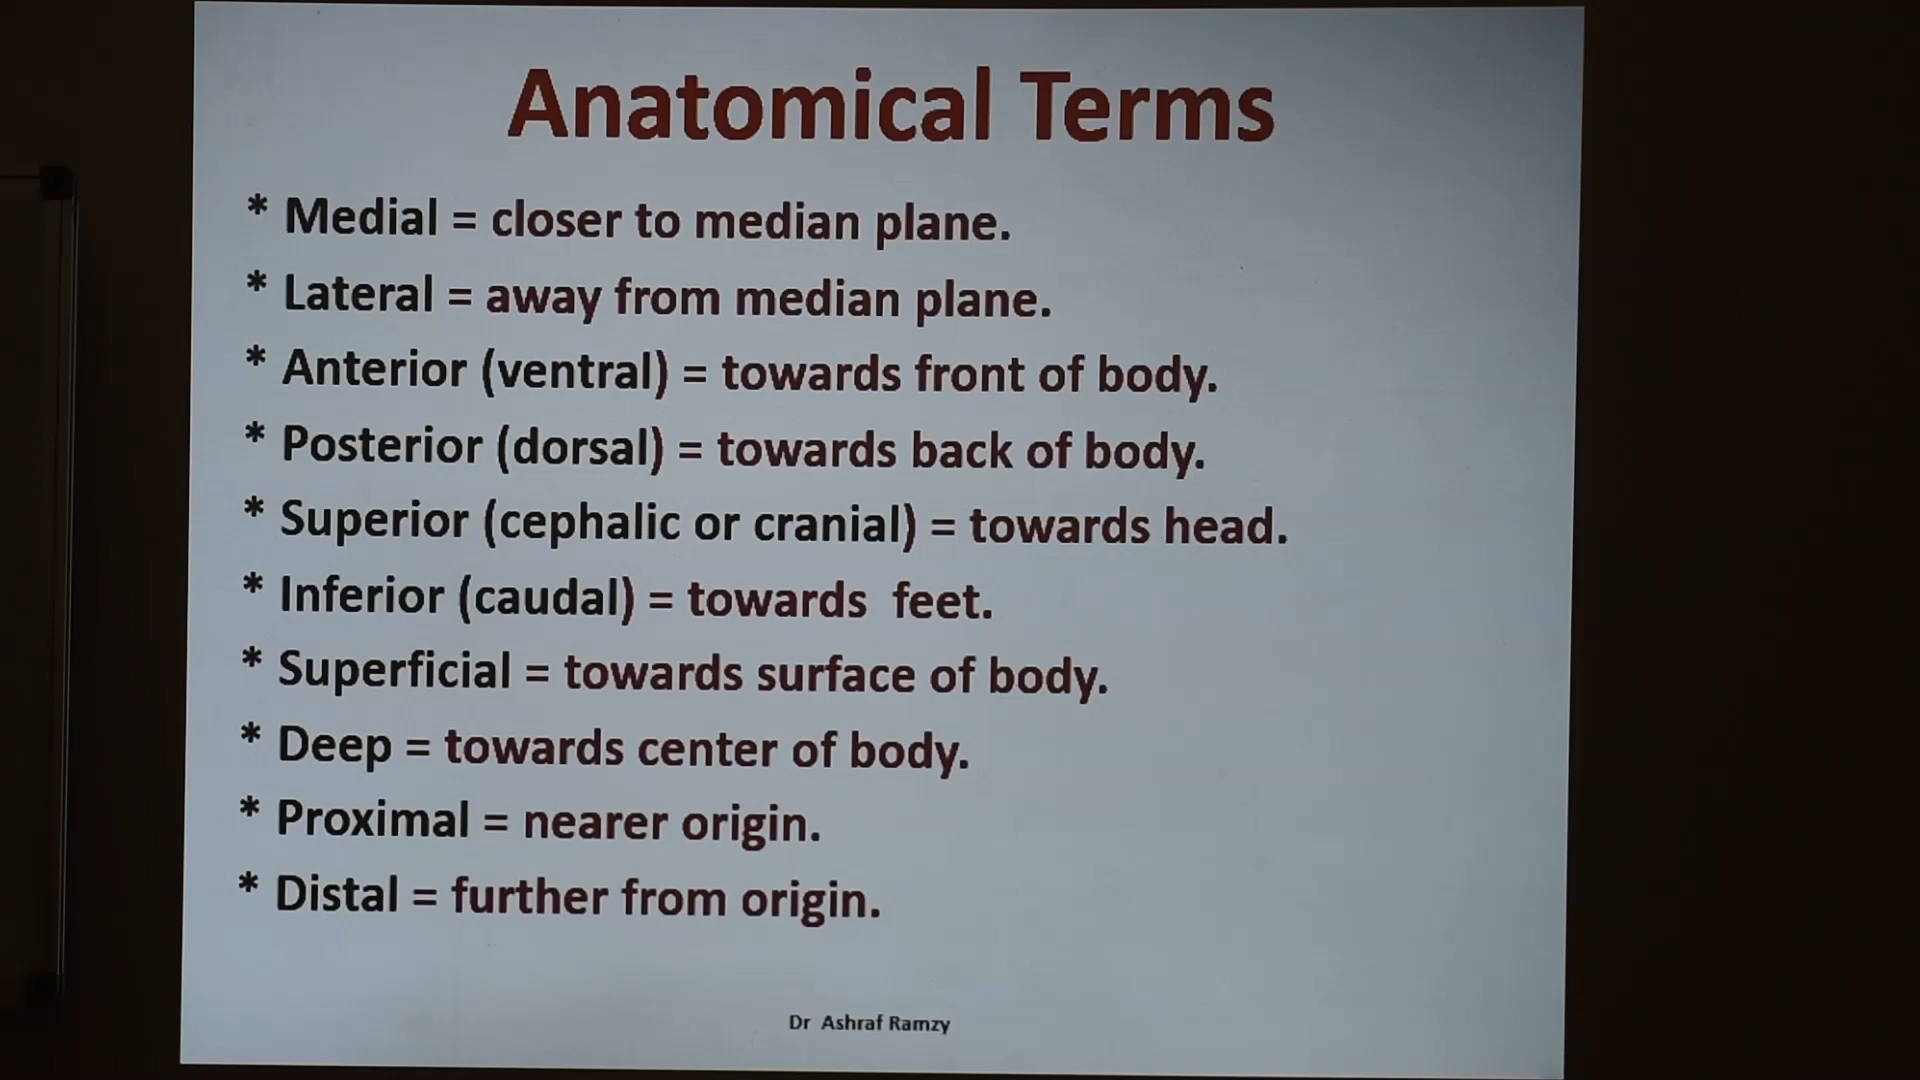 Anatomical Terms
* Medial = closer to median plane.
* Lateral = away from median plane.
* Anterior (ventral) = towards front of body.
* Posterior (dorsal) = towards back of body.
* Superior (cephalic or cranial) = towards head.
* Inferior (caudal) = towards  feet.
* Superficial = towards surface of body.
* Deep = towards center of body.
* Proximal = nearer origin.
* Distal = further from origin.
Dr  Ashraf Ramzy